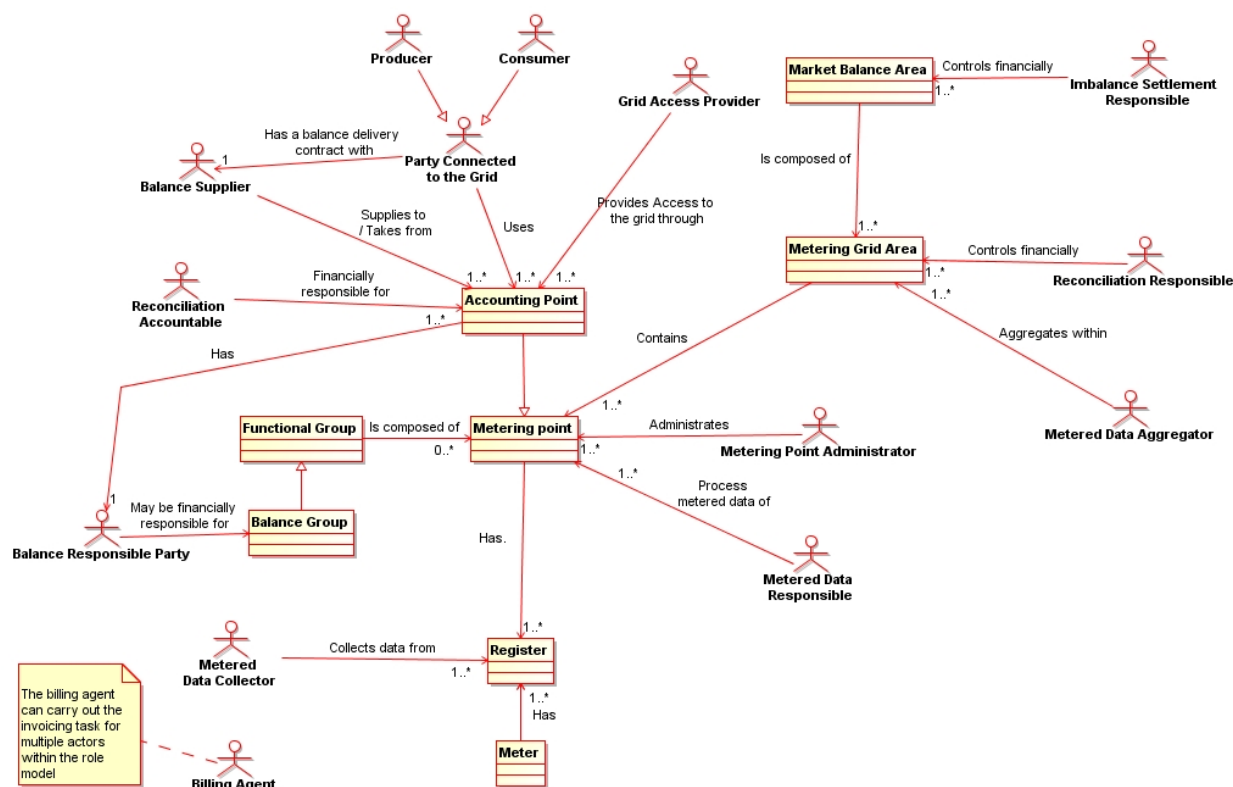 Producer
Consumer
Grid Access Provider
Market Balance Area
Controls financially
1..*
Imbalance Settlement
Responsible
Has a balance delivery
contract with
1
Balance Supplier
Party Connected
to the Grid
Is composed of
Supplies to
/ Takes from
Uses
Provides Access to
the grid through
1..*
Metering Grid Area
Controls financially
1..*
Reconciliation Responsible
1..*
1..*
1..*
1..*
Reconciliation
Accountable
Financially
responsible for
Accounting Point
1..*
Has
Contains
Aggregates within
1..*
Metered Data Aggregator
Functional Group
Is composed of
0..*
Metering point
1..*
Administrates
Metering Point Administrator
1..*
Process
metered data of
1
Balance Responsible Party
May be financially
responsible for
Balance Group
Has.
Metered Data
Responsible
1..*
Metered
Data Collector
Collects data from
1..*
Register
1..*
Has
Meter
The billing agent
can carry out the
invoicing task for
multiple actors
within the role
model
Billing Agent